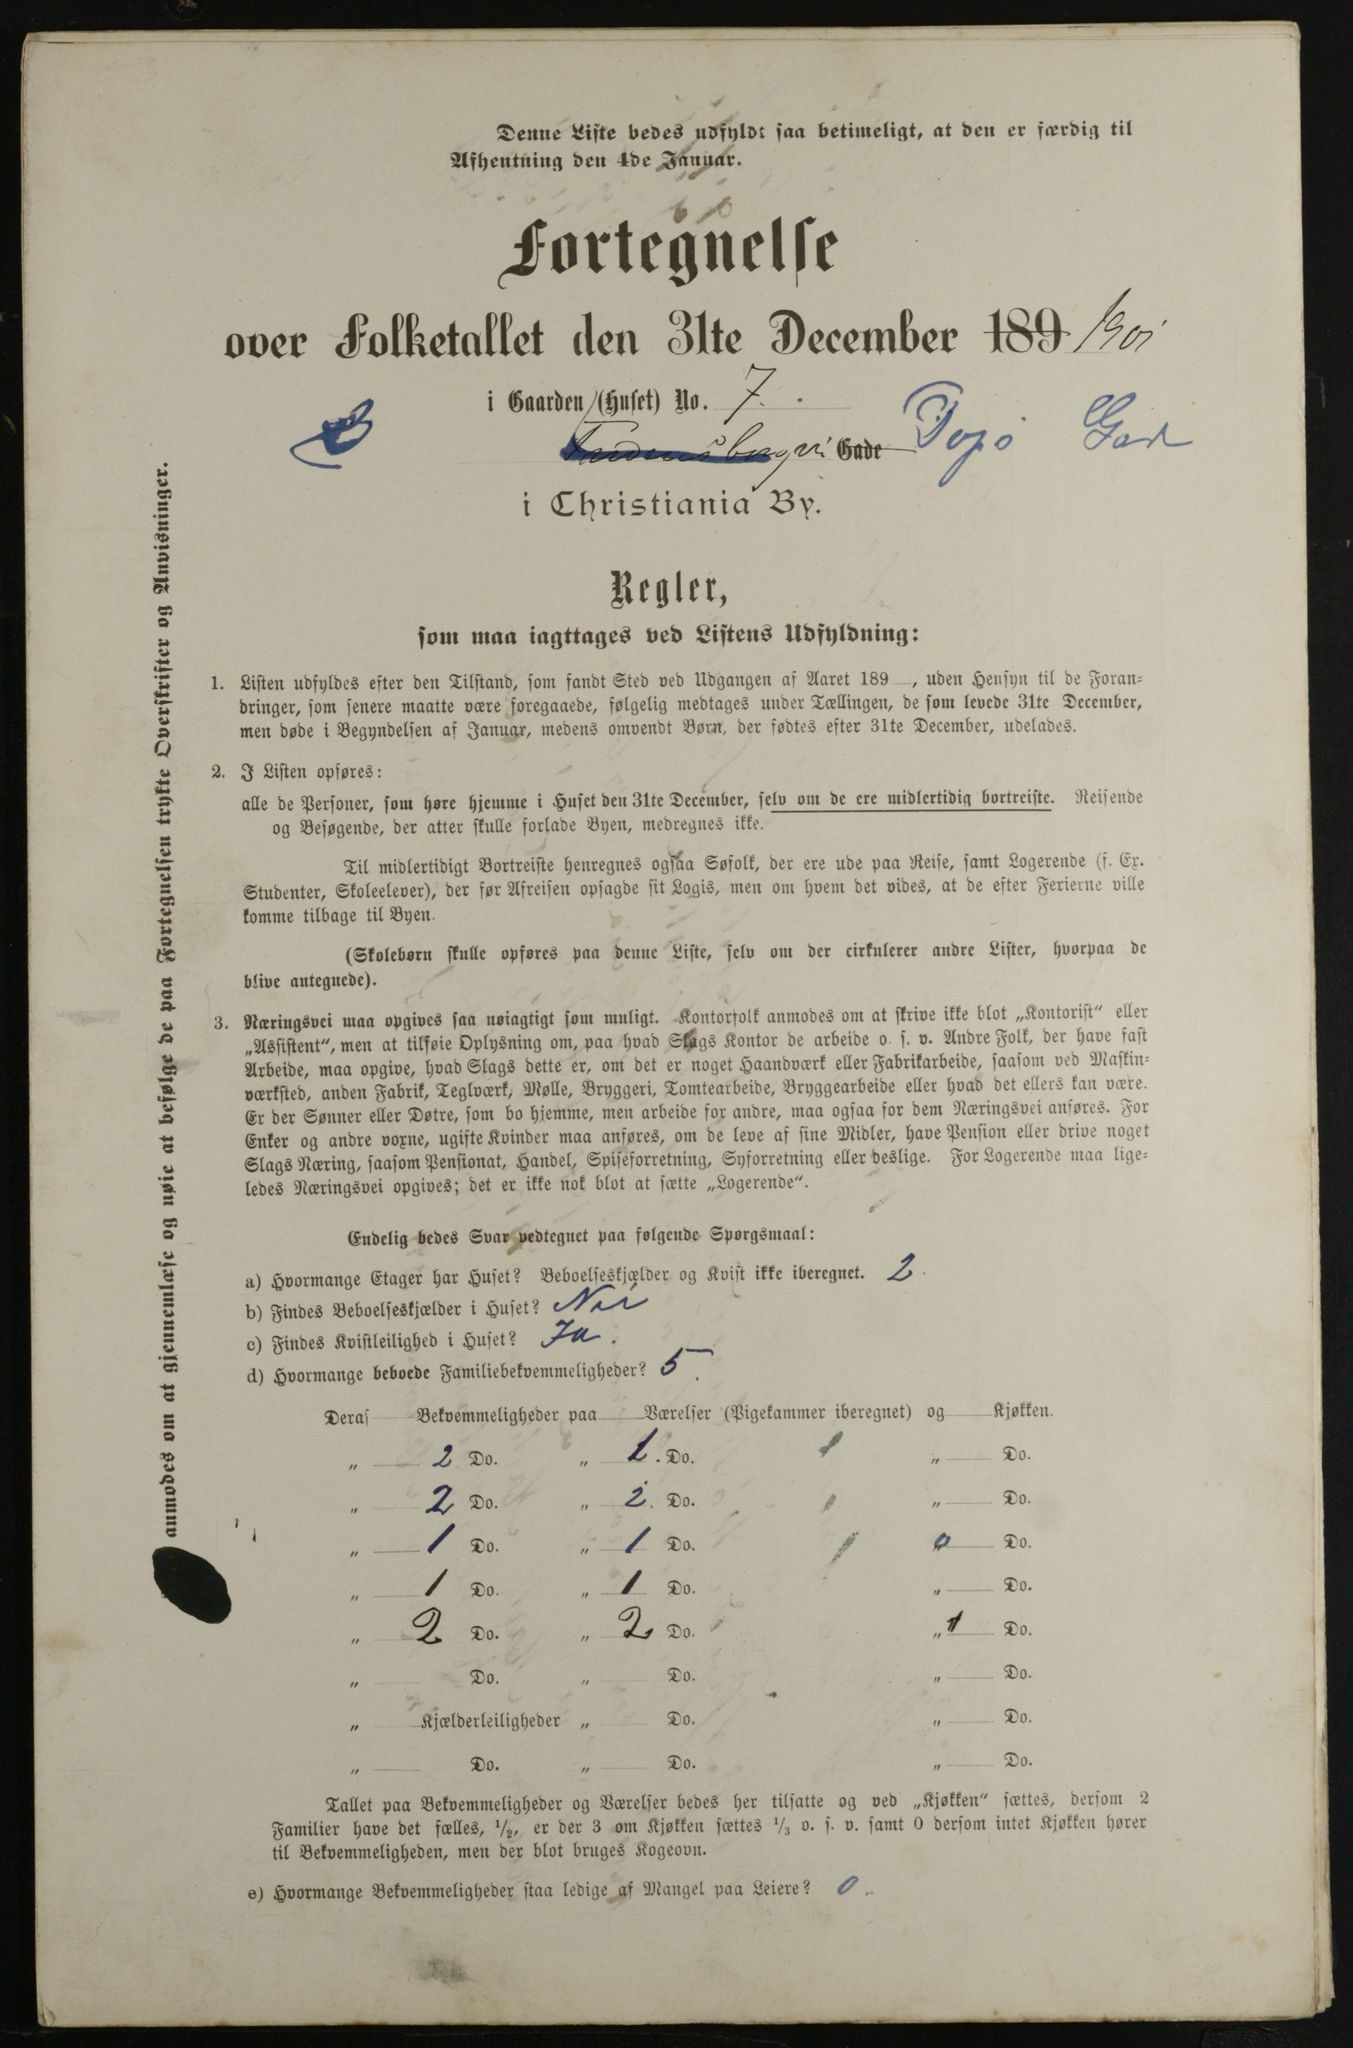 Denne Liste bedes udfyldt saa betimeligt, at den er færdig til
Afhentning den 4de Januar.
Fortegnelse
over Folketallet den 31te December 189 1901
i Gaarden (Huset) No. 7.
Gade
i Christiania By.
Regler,
som maa iagttages ved Listens Udfyldning:
1. Listen udfyldes efter den Tilstand, som fandt Sted ved Udgangen af Aaret 189 , uden Hensyn til de Foran-
dringer, som senere maatte være foregaaede, følgelig medtages under Tællingen, de som levede 31te December,
men døde i Begyndelsen af Januar, medens omvendt Børn, der fødtes efter 31te December, udelades.
2. I Listen opføres:
alle de Personer, som høre hjemme i Huset den 31te December, selv om de ere midlertidig bortreiste. Reisende
og Besøgende, der atter skulle forlade Byen, medregnes ikke.
Til midlertidigt Bortreiste henregnes ogsaa Søfolk, der ere ude paa Reise, samt Logerende (f. Ex.
Studenter, Skoleelever), der før Afreisen opsagde sit Logis, men om hvem det vides, at de efter Ferierne ville
komme tilbage til Byen.
(Skolebørn skulle opføres paa denne Liste, selv om der cirkulerer andre Lister, hvorpaa de
blive antegnede).
3. Næringsvei maa opgives saa nøiagtigt som muligt. Kontorfolk anmodes om at skrive ikke blot „Kontorist“ eller
„Assistent“, men at tilføie Oplysning om, paa hvad Slags Kontor de arbeide o. s. v. Andre Folk, der have fast
Arbeide, maa opgive, hvad Slags dette er, om det er noget Haandværk eller Fabrikarbeide, saasom ved Maskin-
værksted, anden Fabrik, Teglværk, Mølle, Bryggeri, Tomtearbeide, Bryggearbeide eller hvad det ellers kan være.
Er der Sønner eller Døtre, som bo hjemme, men arbeide for andre, maa ogsaa for dem Næringsvei anføres. For
Enker og andre voxne, ugifte Kvinder maa anføres, om de leve af sine Midler, have Pension eller drive noget
Slags Næring, saasom Pensionat, Handel, Spiseforretning, Syforretning eller deslige. For Logerende maa lige-
ledes Næringsvei opgives; det er ikke nok blot at sætte „Logerende“.
Endelig bedes Svar vedtegnet paa følgende Spørgsmaal:
a) Hvormange Etager har Huset? Beboelseskjælder og Kvist ikke iberegnet. 2.
b) Findes Beboelseskjælder i Huset? Nei
c) Findes Kvistleilighed i Huset? Ja.
d) Hvormange beboede Familiebekvemmeligheder? 5.
Deraf Bekvemmeligheder paa Værelser (Pigekammer iberegnet) og Kjøkken.
„ 2 Do. „ 1. Do. „ Do.
„ 2 Do. „ 2. Do. „ Do.
„ 1 Do. „ 1 Do. „ 0 Do.
„ 1 Do. „ 1 Do. „ Do.
„ 2 Do. „ 2 Do. „ 1 Do.
„ Do. „ Do. „ Do.
„ Kjælderleiligheder „ Do. „ Do.
„ Do. „ Do. „ Do.
Tallet paa Bekvemmeligheder og Værelser bedes her tilsatte og ved „Kjøkken“ sættes, dersom 2
Familier have det fælles, 1/2, er der 3 om Kjøkken sættes 1/3 o. s. v. samt 0 dersom intet Kjøkken hører
til Bekvemmeligheden, men der blot bruges Kogeovn.
e) Hvormange Bekvemmeligheder staa ledige af Mangel paa Leiere? 0.
anmodes om at gjennemlæse og nøie at befølge de paa Fortegnelsen trykte Overskrifter og Anvisninger.